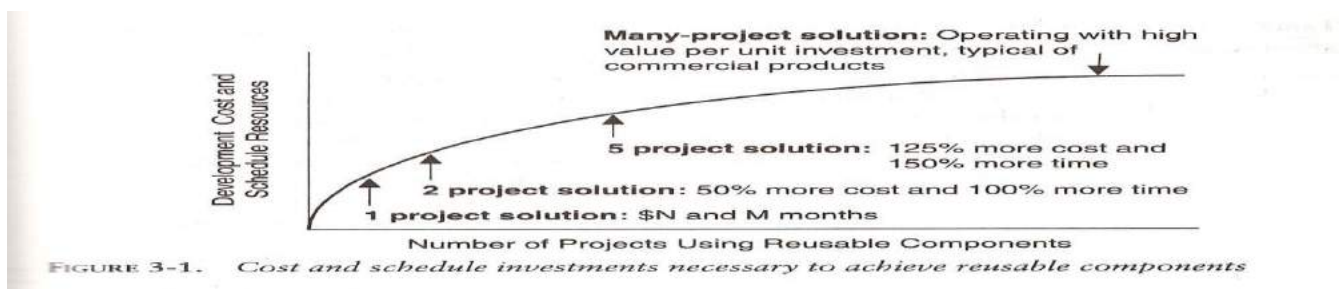 Many-project solution: Operating with high
value per unit investment, typical of
commercial products
Development Cost and
Schedule Resources
5 project solution: 125% more cost and
150% more time
2 project solution: 50% more cost and 100% more time
1 project solution: $N and M months
Number of Projects Using Reusable Components
FIGURE 3-1. Cost and schedule investments necessary to achieve reusable components